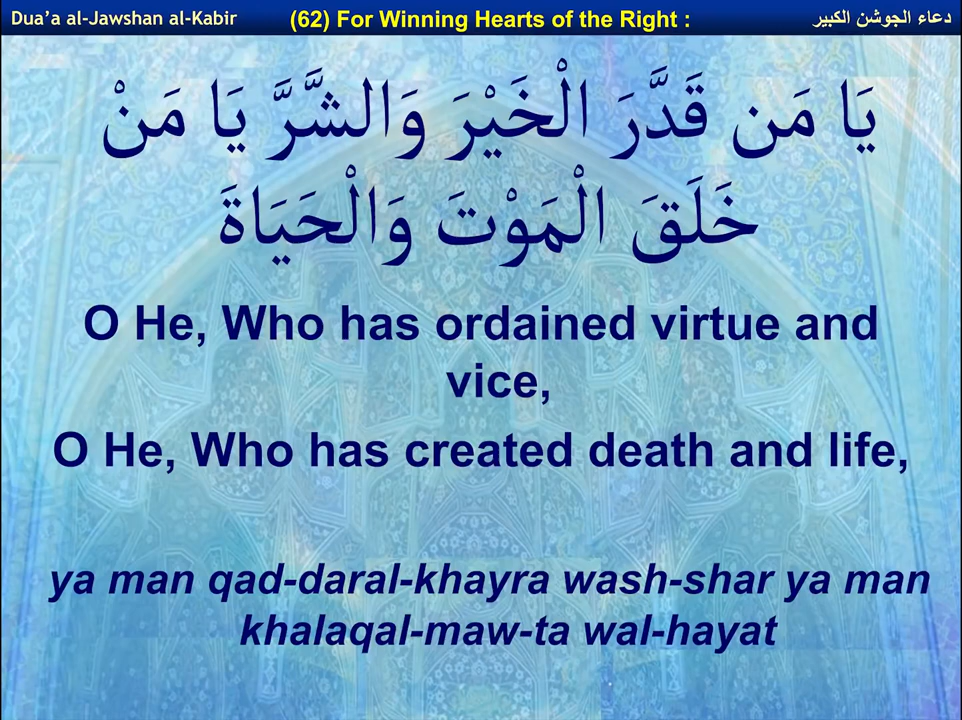 Dua’a al-Jawshan al-Kabir (62) For Winning Hearts of the Right : دعاء الجوشن الكبير
يَا مَن قَدَّرَ الْخَيْرَ وَالشَّرَّ يَا مَنْ
خَلَقَ الْمَوْتَ وَالْحَيَاةَ
O He, Who has ordained virtue and
vice,
O He, Who has created death and life,
ya man qad-daral-khayra wash-shar ya man
khalaqal-maw-ta wal-hayat